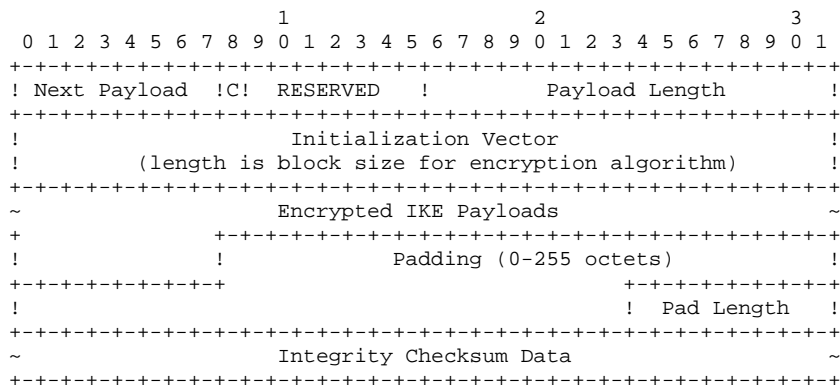 1                   2                   3
 0 1 2 3 4 5 6 7 8 9 0 1 2 3 4 5 6 7 8 9 0 1 2 3 4 5 6 7 8 9 0 1
+-+-+-+-+-+-+-+-+-+-+-+-+-+-+-+-+-+-+-+-+-+-+-+-+-+-+-+-+-+-+-+-+
! Next Payload  !C!  RESERVED   !         Payload Length        !
+-+-+-+-+-+-+-+-+-+-+-+-+-+-+-+-+-+-+-+-+-+-+-+-+-+-+-+-+-+-+-+-+
!                     Initialization Vector                     !
!         (length is block size for encryption algorithm)       !
+-+-+-+-+-+-+-+-+-+-+-+-+-+-+-+-+-+-+-+-+-+-+-+-+-+-+-+-+-+-+-+-+
~                    Encrypted IKE Payloads                     ~
+               +-+-+-+-+-+-+-+-+-+-+-+-+-+-+-+-+-+-+-+-+-+-+-+-+
!               !             Padding (0-255 octets)            !
+-+-+-+-+-+-+-+-+                               +-+-+-+-+-+-+-+-+
!                                               !  Pad Length   !
+-+-+-+-+-+-+-+-+-+-+-+-+-+-+-+-+-+-+-+-+-+-+-+-+-+-+-+-+-+-+-+-+
~                    Integrity Checksum Data                    ~
+-+-+-+-+-+-+-+-+-+-+-+-+-+-+-+-+-+-+-+-+-+-+-+-+-+-+-+-+-+-+-+-+